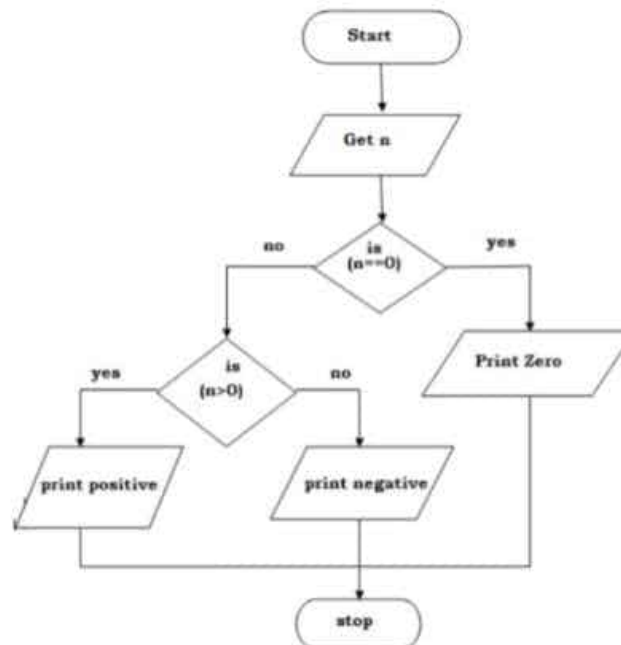 Start
Get n
no
is
yes
(n==0)
Print Zero
yes
is
no
(n>0)
print positive
print negative
stop